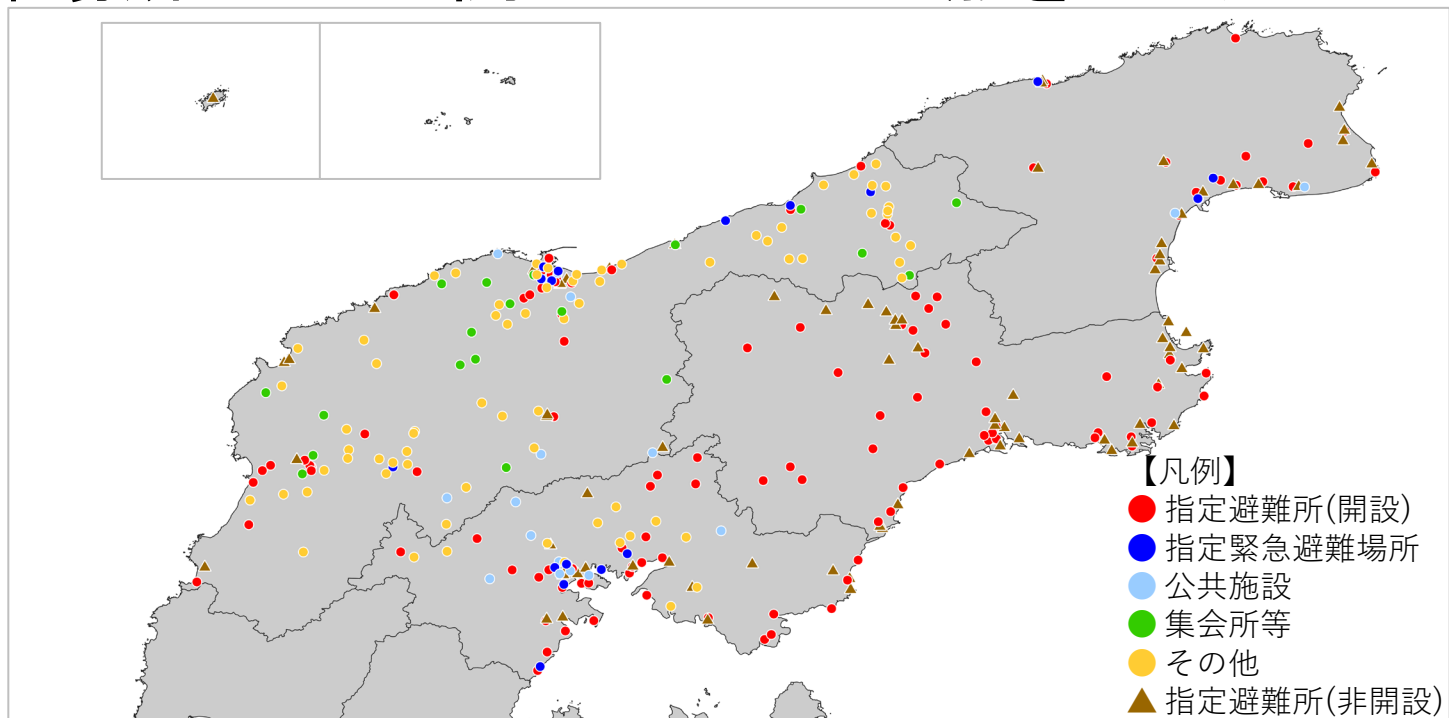 【凡例】
指定避難所(開設)
指定緊急避難場所
公共施設
集会所等
その他
指定避難所(非開設)